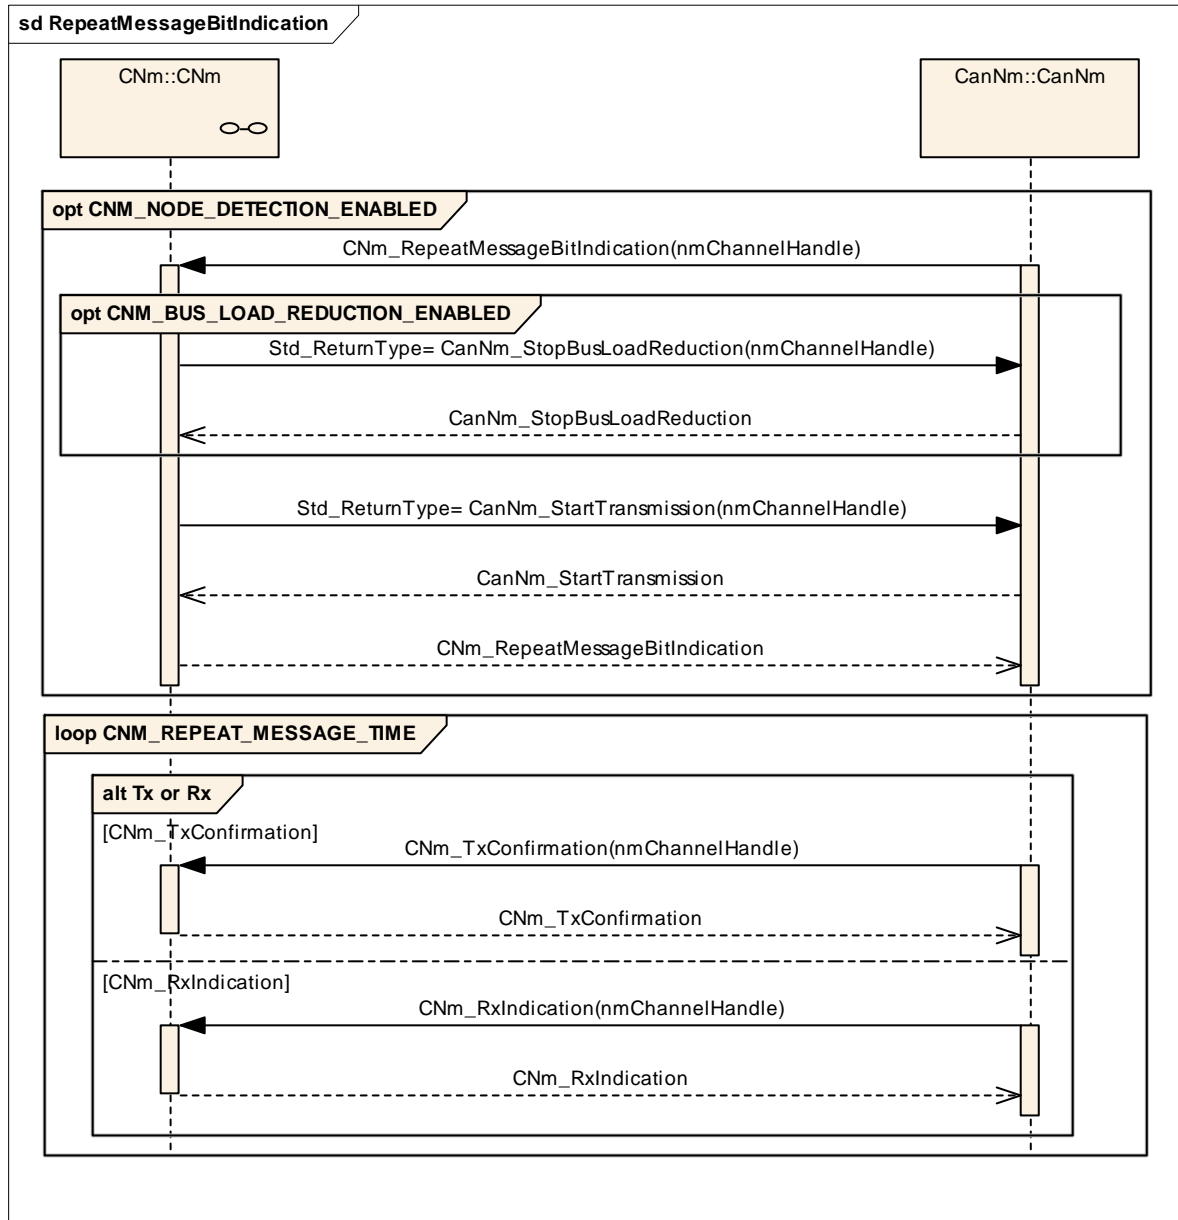 sd RepeatMessageBitIndication
CNm::CNm
CanNm::CanNm
opt CNM_NODE_DETECTION_ENABLED
CNm_RepeatMessageBitIndication(nmChannelHandle)
opt CNM_BUS_LOAD_REDUCTION_ENABLED
Std_ReturnType= CanNm_StopBusLoadReduction(nmChannelHandle)
CanNm_StopBusLoadReduction
Std_ReturnType= CanNm_StartTransmission(nmChannelHandle)
CanNm_StartTransmission
CNm_RepeatMessageBitIndication
loop CNM_REPEAT_MESSAGE_TIME
alt Tx or Rx
[CNm_TxConfirmation]
CNm_TxConfirmation(nmChannelHandle)
CNm_TxConfirmation
[CNm_RxIndication]
CNm_RxIndication(nmChannelHandle)
CNm_RxIndication